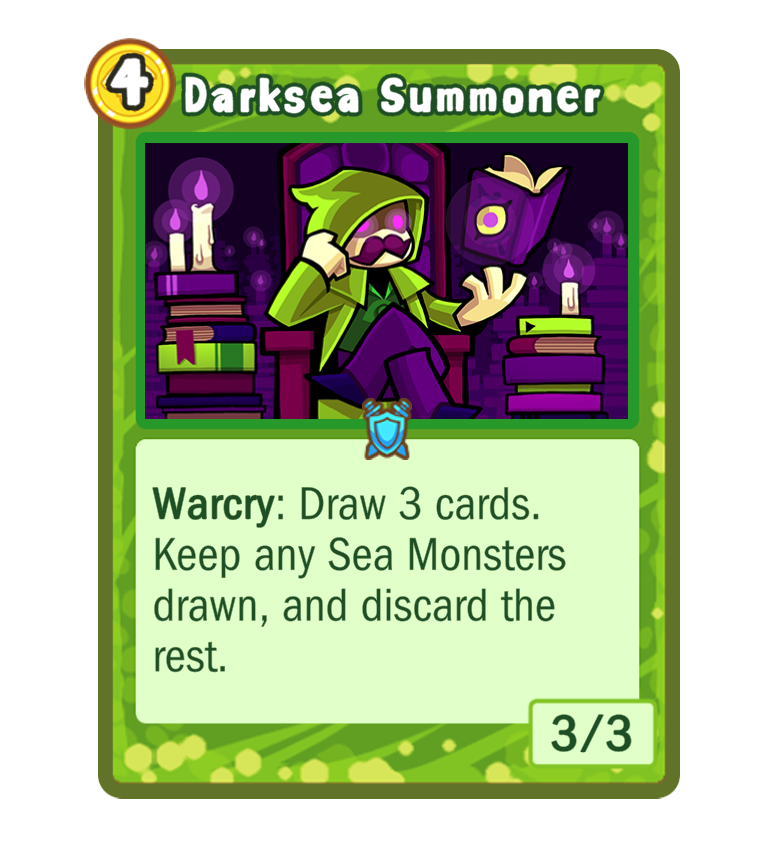 4
Darksea Summoner
Warcry: Draw 3 cards.
Keep any Sea Monsters
drawn, and discard the
rest.
3/3